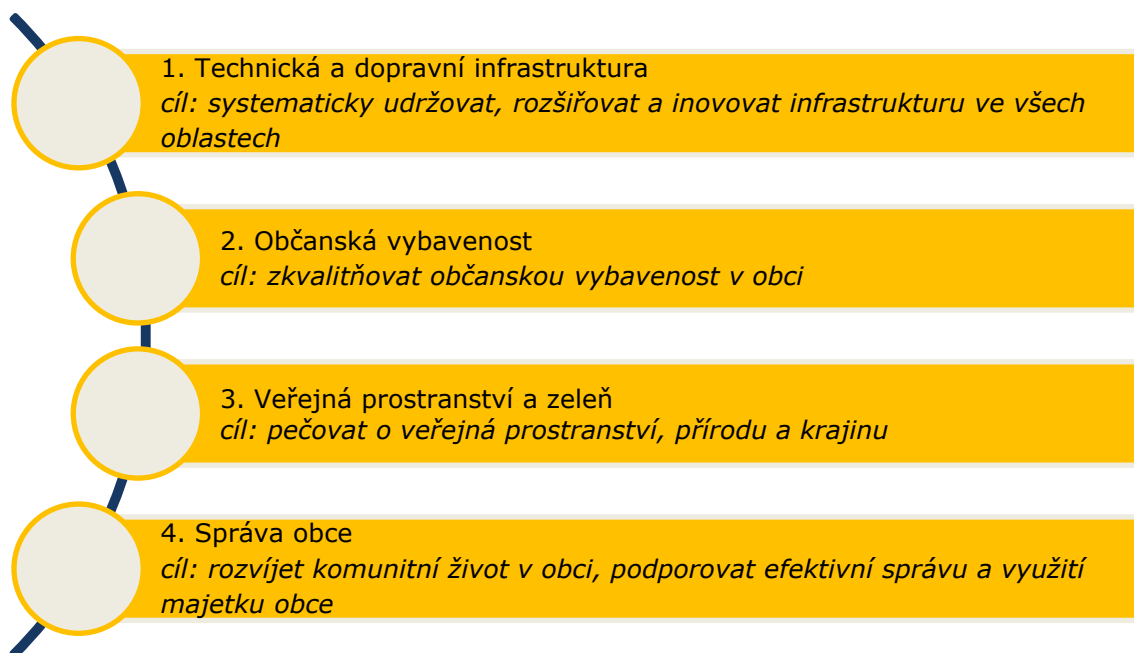 1. Technická a dopravní infrastruktura
cíl: systematicky udržovat, rozšiřovat a inovovat infrastrukturu ve všech
oblastech
2. Občanská vybavenost
cíl: zkvalitňovat občanskou vybavenost v obci
3. Veřejná prostranství a zeleň
cíl: pečovat o veřejná prostranství, přírodu a krajinu
4. Správa obce
cíl: rozvíjet komunitní život v obci, podporovat efektivní správu a využití
majetku obce